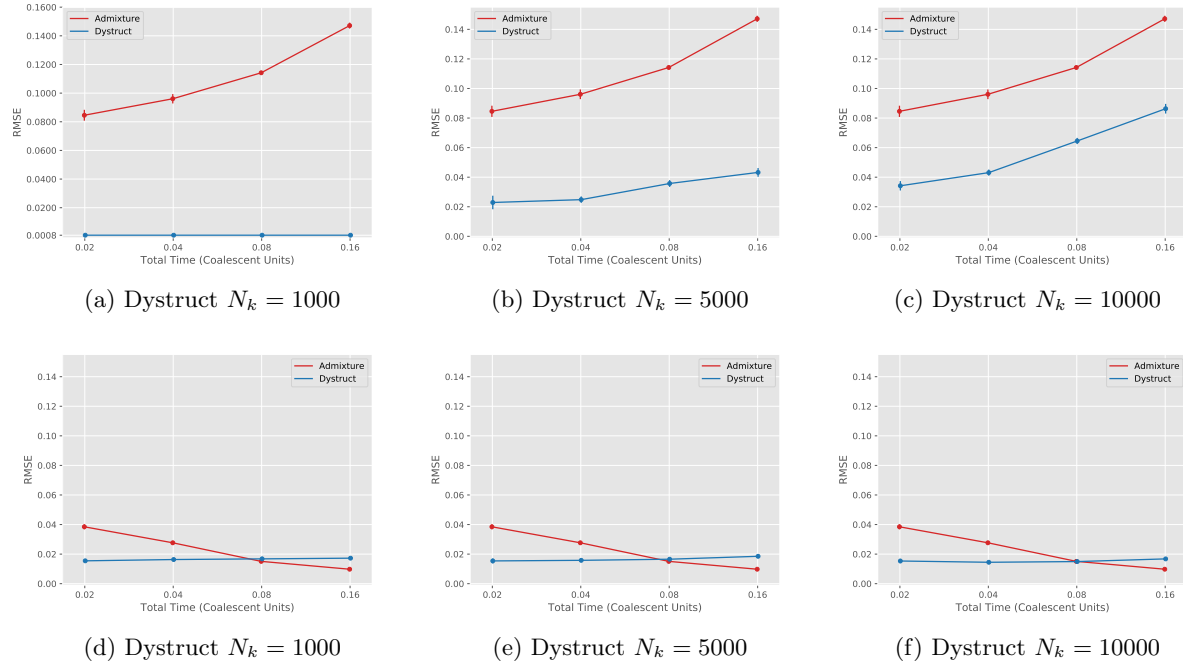 0.1600
0.1400
0.1200
0.1000
0.0800
0.0600
0.0400
0.0200
0.0008
RMSE
Admixture
Dystruct
0.02 0.04 0.08 0.16
Total Time (Coalescent Units)
(a) Dystruct N_k = 1000
0.14
0.12
0.10
0.08
0.06
0.04
0.02
0.00
RMSE
Admixture
Dystruct
0.02 0.04 0.08 0.16
Total Time (Coalescent Units)
(b) Dystruct N_k = 5000
0.14
0.12
0.10
0.08
0.06
0.04
0.02
0.00
RMSE
Admixture
Dystruct
0.02 0.04 0.08 0.16
Total Time (Coalescent Units)
(c) Dystruct N_k = 10000
0.14
0.12
0.10
0.08
0.06
0.04
0.02
0.00
RMSE
Admixture
Dystruct
0.02 0.04 0.08 0.16
Total Time (Coalescent Units)
(d) Dystruct N_k = 1000
0.14
0.12
0.10
0.08
0.06
0.04
0.02
0.00
RMSE
Admixture
Dystruct
0.02 0.04 0.08 0.16
Total Time (Coalescent Units)
(e) Dystruct N_k = 5000
0.14
0.12
0.10
0.08
0.06
0.04
0.02
0.00
RMSE
Admixture
Dystruct
0.02 0.04 0.08 0.16
Total Time (Coalescent Units)
(f) Dystruct N_k = 10000